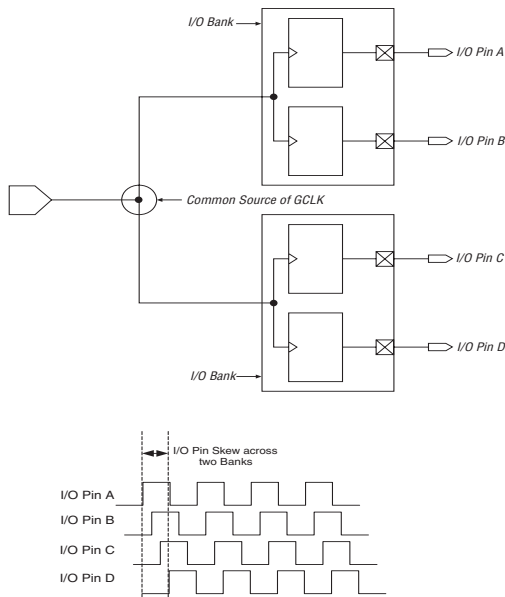 I/O Bank
I/O Pin A
I/O Pin B
Common Source of GCLK
I/O Pin C
I/O Pin D
I/O Bank
I/O Pin Skew across
two Banks
I/O Pin A
I/O Pin B
I/O Pin C
I/O Pin D